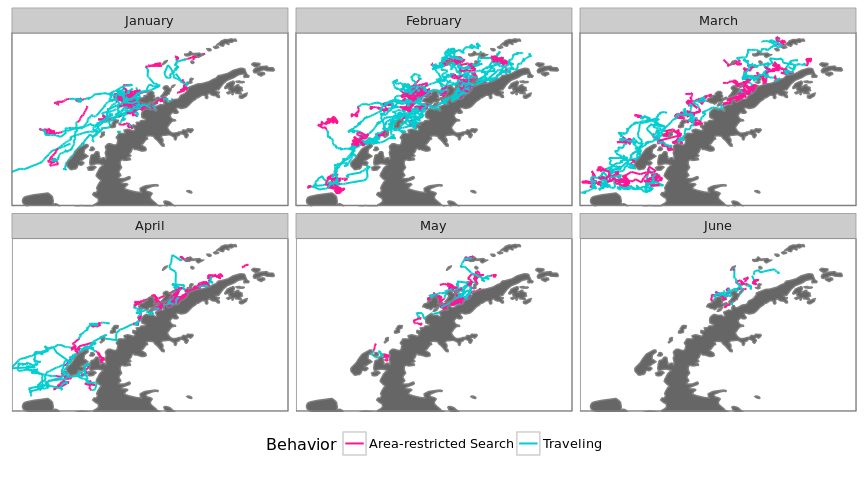 January
February
March
April
May
June
Behavior Area-restricted Search Traveling